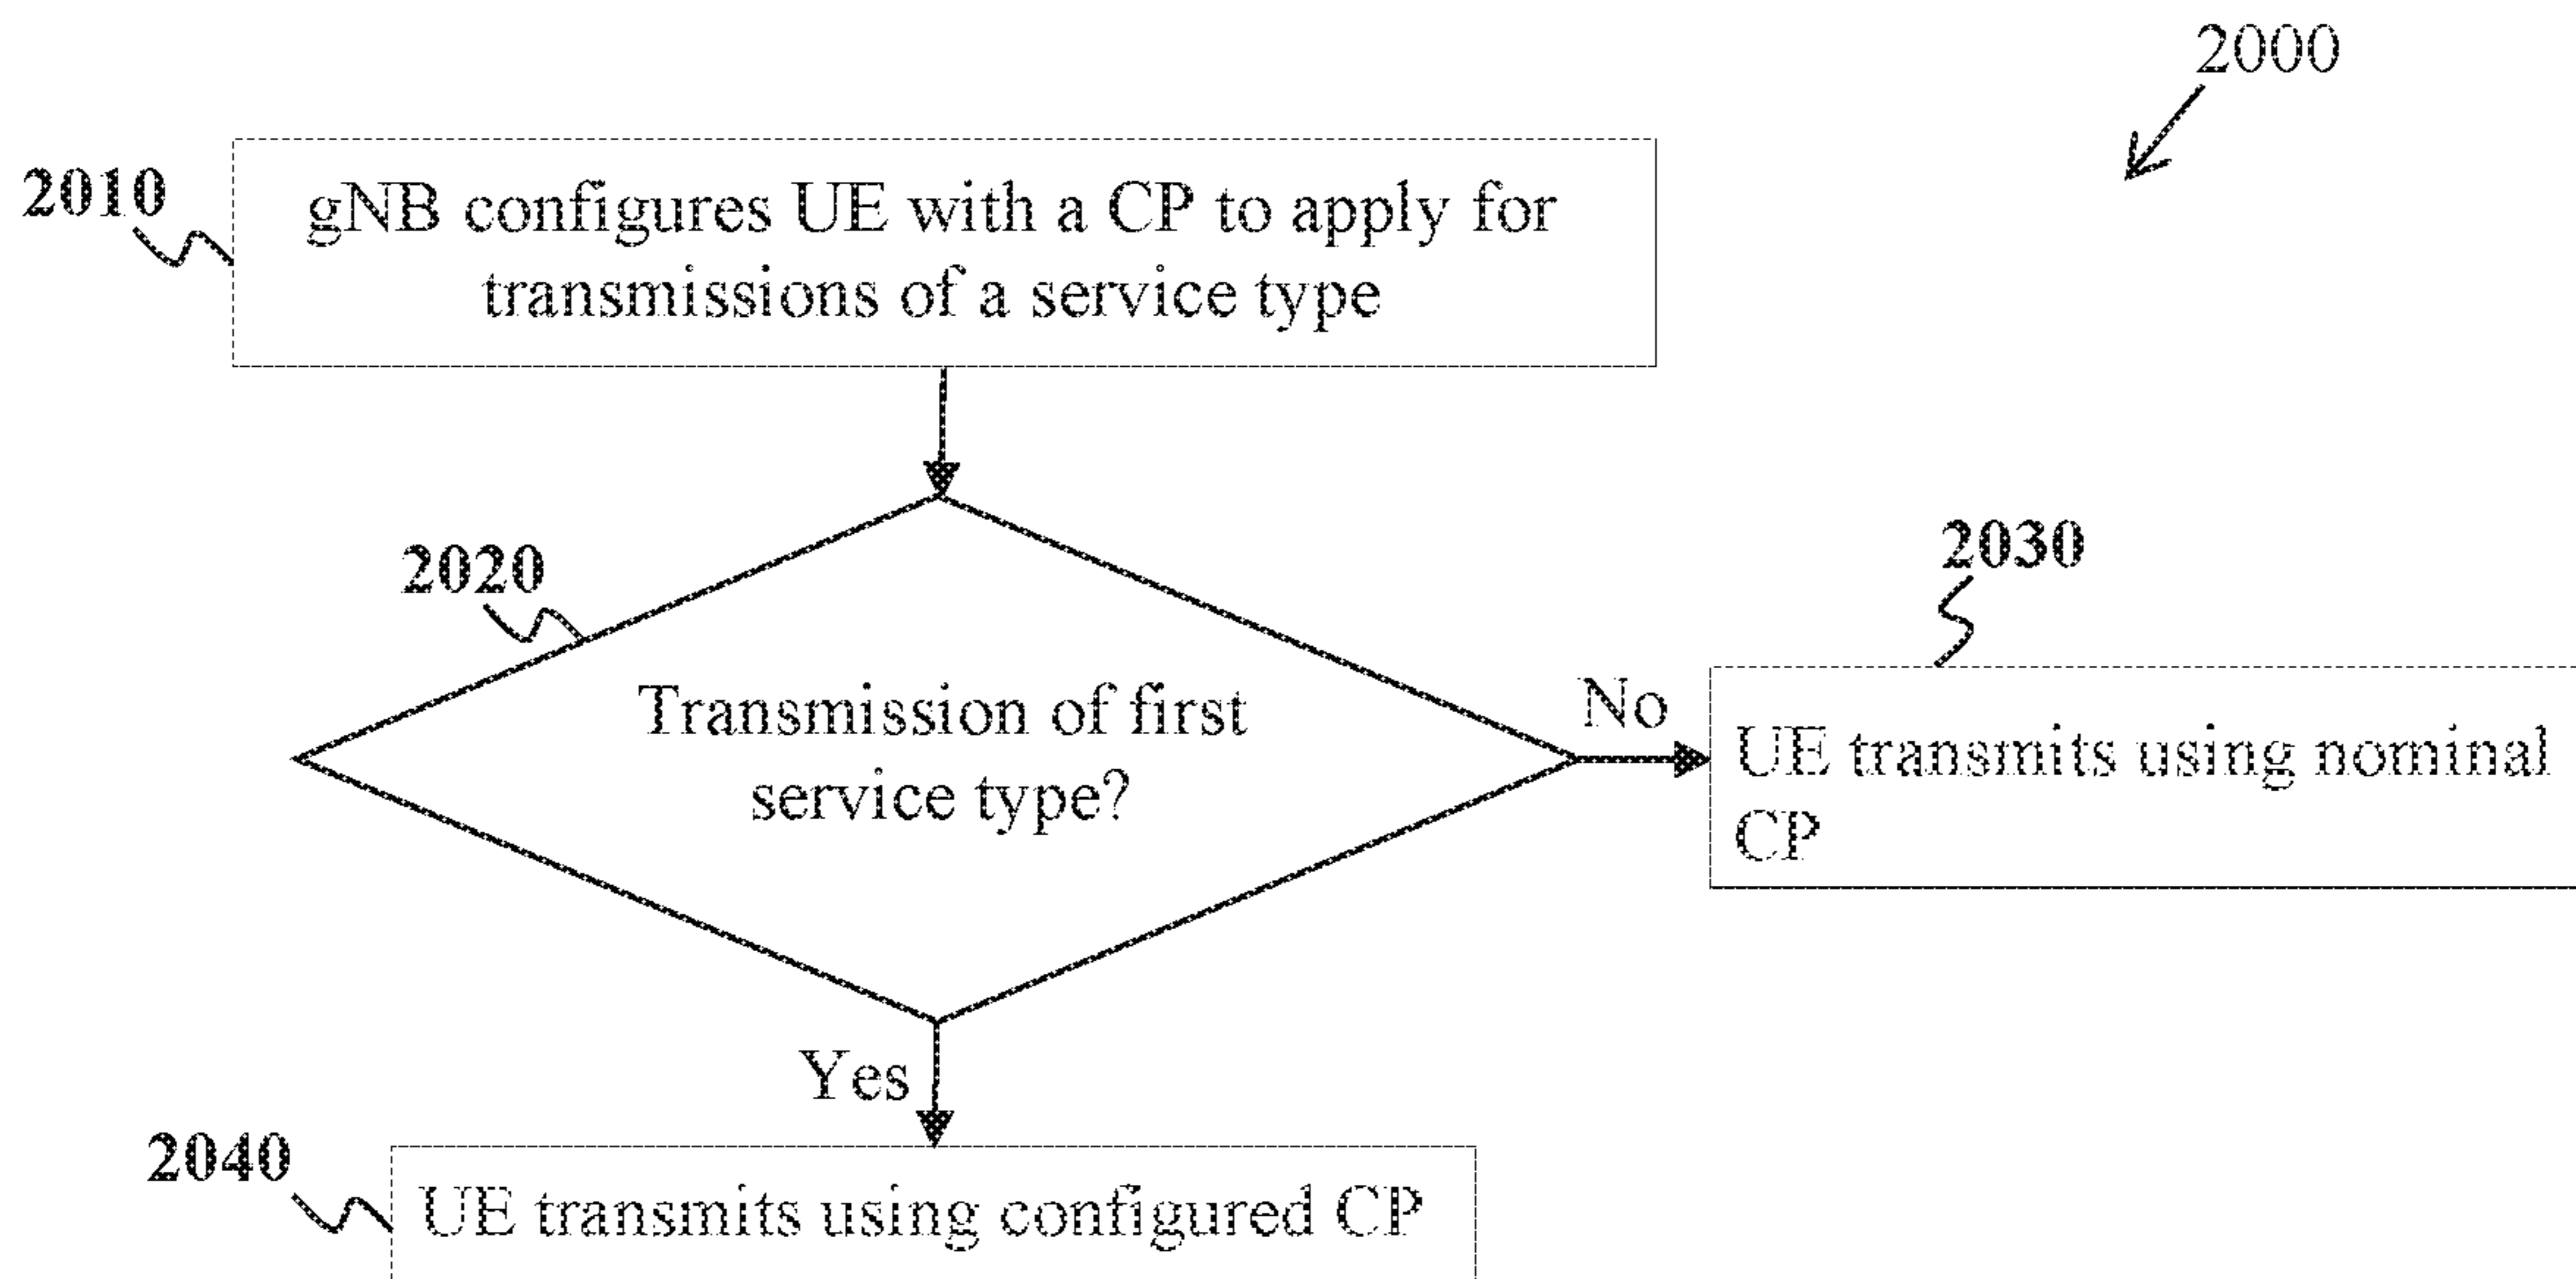 2000
2010
gNB configures UE with a CP to apply for
transmissions of a service type
2020
2030
Transmission of first
service type?
No
UE transmits using nominal
CP
Yes
2040
UE transmits using configured CP